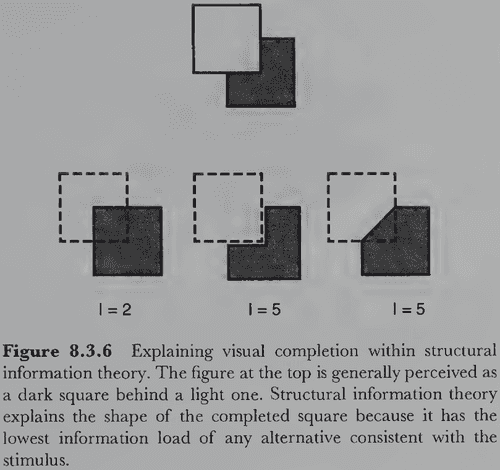 I = 2
I = 5
I = 5
Figure 8.3.6 Explaining visual completion within structural
information theory. The figure at the top is generally perceived as
a dark square behind a light one. Structural information theory
explains the shape of the completed square because it has the
lowest information load of any alternative consistent with the
stimulus.